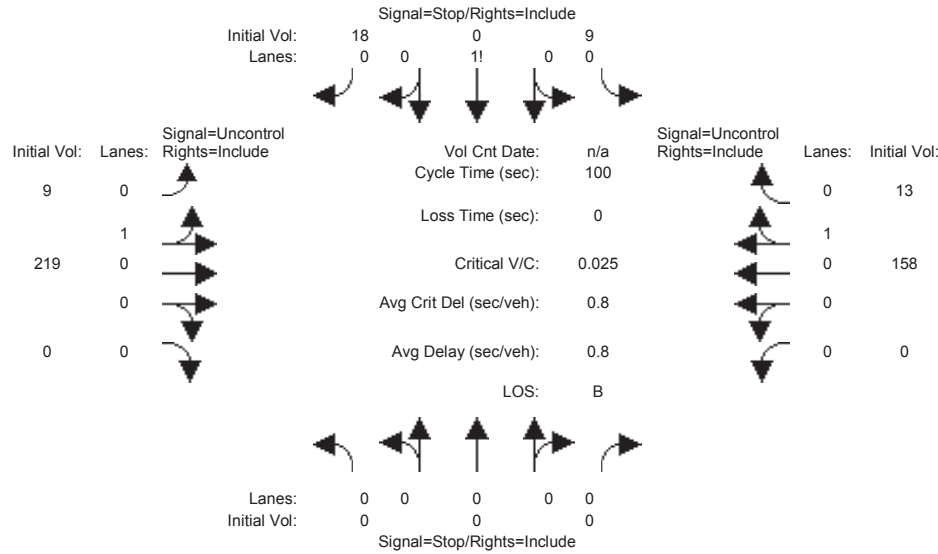 Signal=Stop/Rights=Include
Initial Vol: 18 0 9
Lanes: 0 0 1! 0 0
Signal=Uncontrol Signal=Uncontrol
Initial Vol: Lanes: Rights=Include Vol Cnt Date: n/a Rights=Include Lanes: Initial Vol:
Cycle Time (sec): 100
9 0 0 13
Loss Time (sec): 0
1 1
219 0 Critical V/C: 0.025 0 158
0 Avg Crit Del (sec/veh): 0.8 0
0 0 Avg Delay (sec/veh): 0.8 0 0
LOS: B
Lanes: 0 0 0 0 0
Initial Vol: 0 0 0
Signal=Stop/Rights=Include